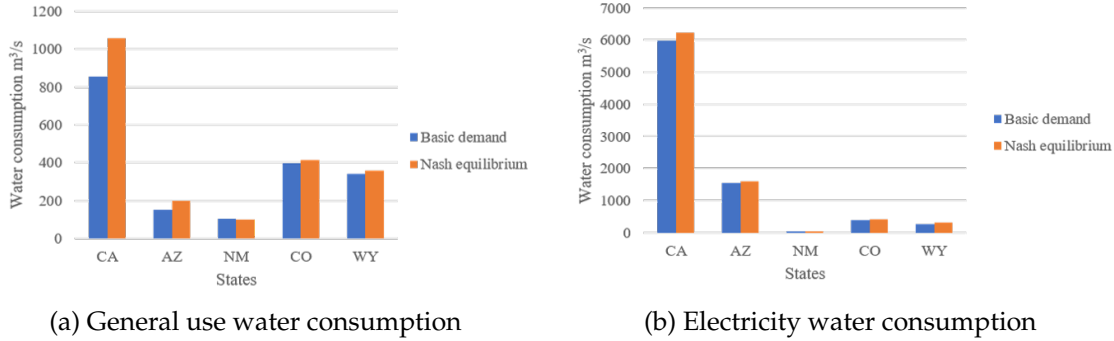 1200
1000
800
600
400
200
0
Water consumption m³/s
CA AZ NM CO WY
States
Basic demand
Nash equilibrium
(a) General use water consumption
7000
6000
5000
4000
3000
2000
1000
0
Water consumption m³/s
CA AZ NM CO WY
States
Basic demand
Nash equilibrium
(b) Electricity water consumption